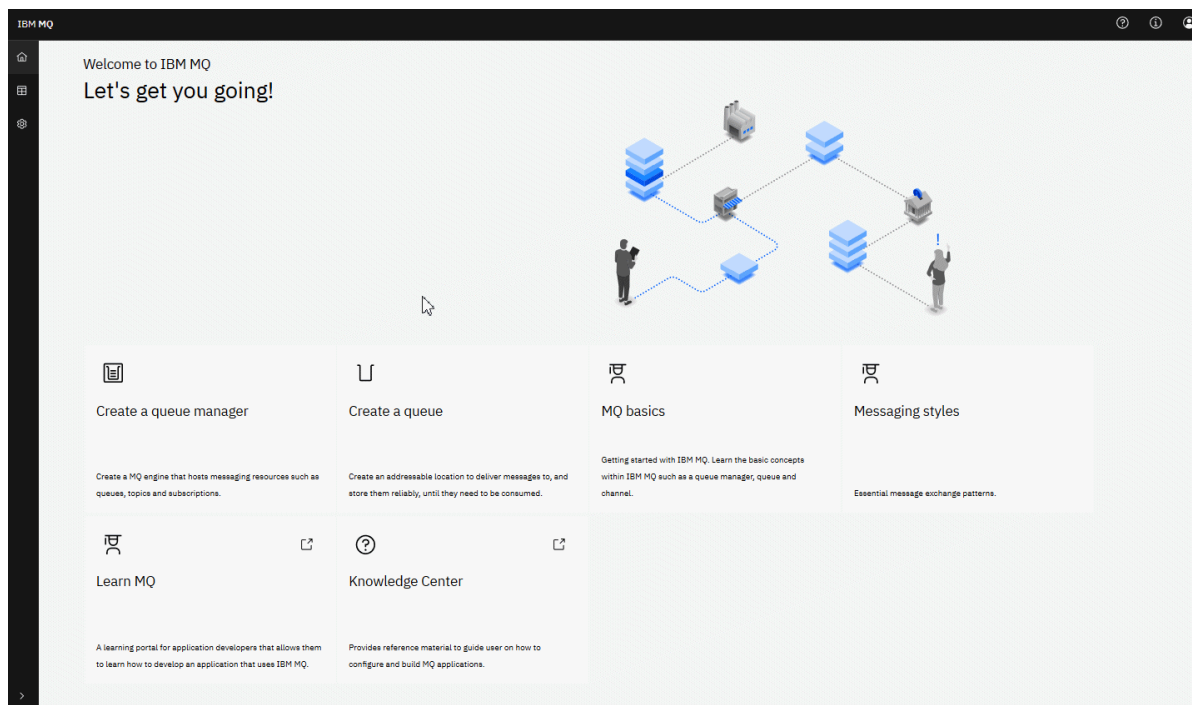 IBM MQ
Welcome to IBM MQ
Let's get you going!
Create a queue manager
Create a MQ engine that hosts messaging resources such as
queues, topics and subscriptions.
Create a queue
Create an addressable location to deliver messages to, and
store them reliably, until they need to be consumed.
MQ basics
Getting started with IBM MQ. Learn the basic concepts
within IBM MQ such as a queue manager, queue and
channel.
Messaging styles
Essential message exchange patterns.
Learn MQ
A learning portal for application developers that allows them
to learn how to develop an application that uses IBM MQ.
Knowledge Center
Provides reference material to guide user on how to
configure and build MQ applications.